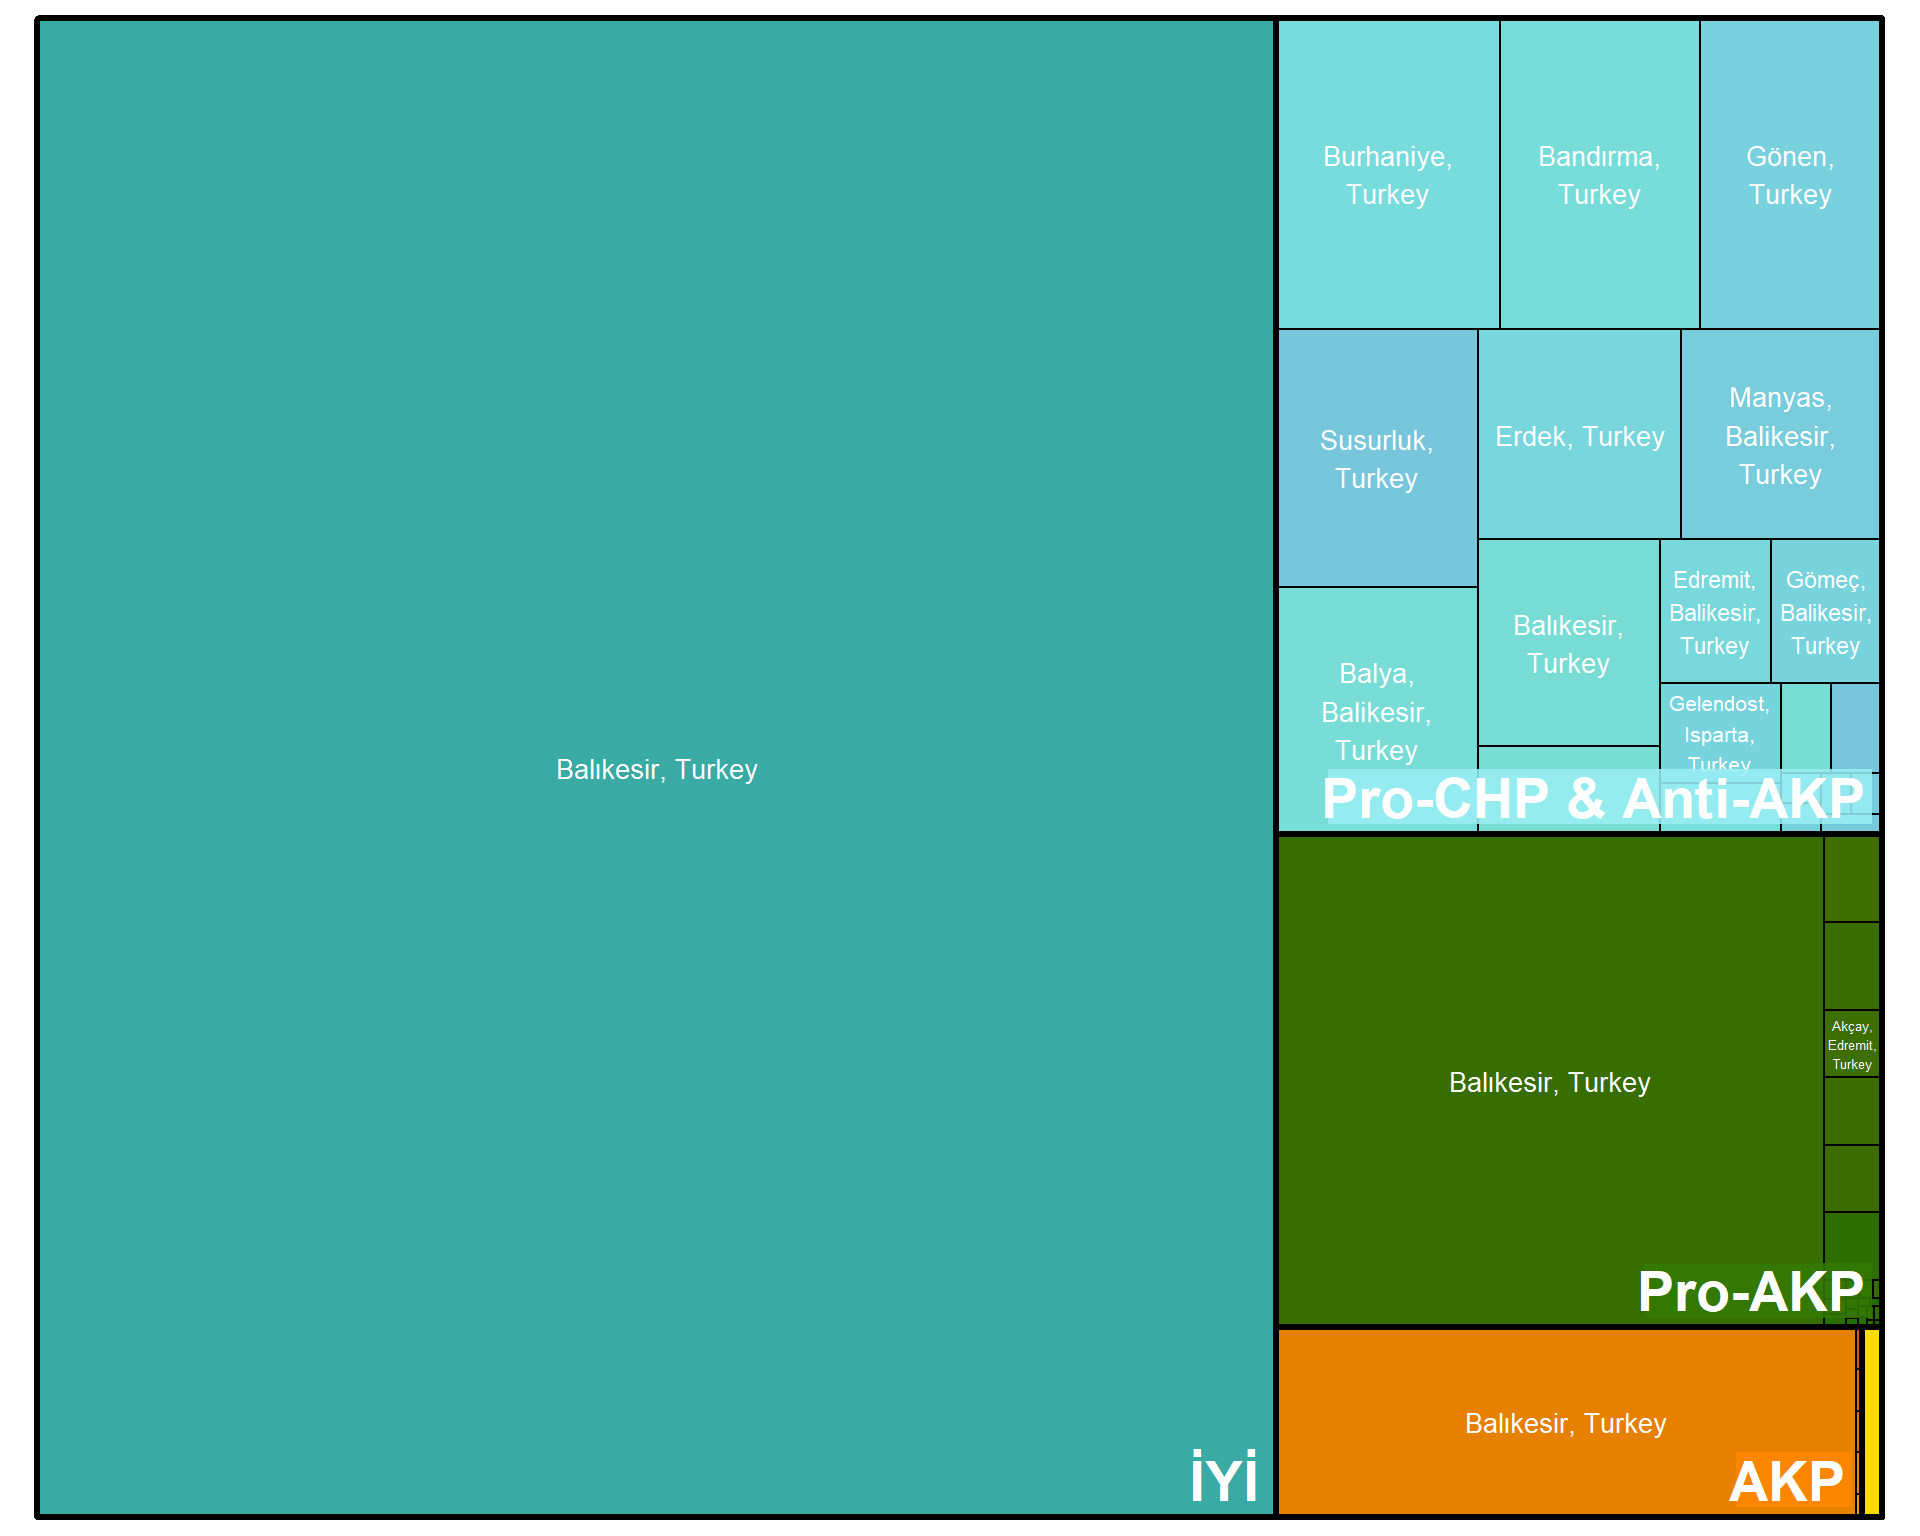 Balıkesir, Turkey
İYİ
Burhaniye,
Turkey
Bandırma,
Turkey
Gönen,
Turkey
Susurluk,
Turkey
Erdek, Turkey
Manyas,
Balikesir,
Turkey
Balya,
Balikesir,
Turkey
Balıkesir,
Turkey
Edremit,
Balikesir,
Turkey
Gömeç,
Balikesir,
Turkey
Gelendost,
Isparta,
Turkey
Pro-CHP & Anti-AKP
Balıkesir, Turkey
Akçay,
Edremit,
Turkey
Pro-AKP
Balıkesir, Turkey
AKP